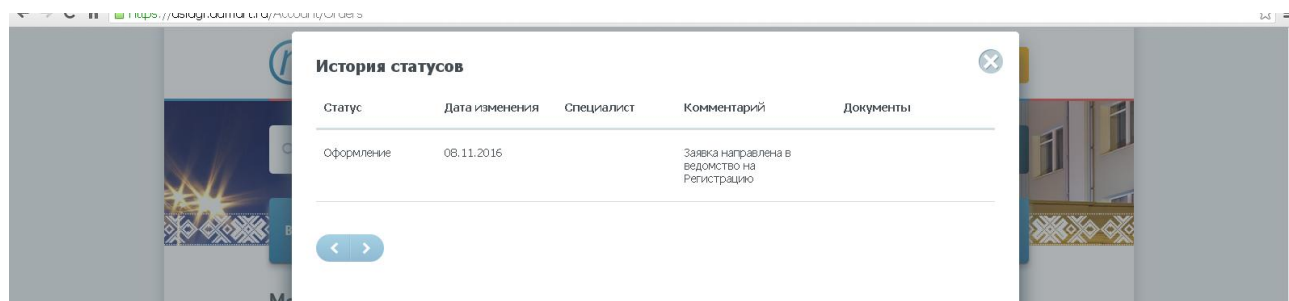 История статусов
Статус Дата изменения Специалист Комментарий Документы
Оформление 08.11.2016 Заявка направлена в
ведомство на
Регистрацию